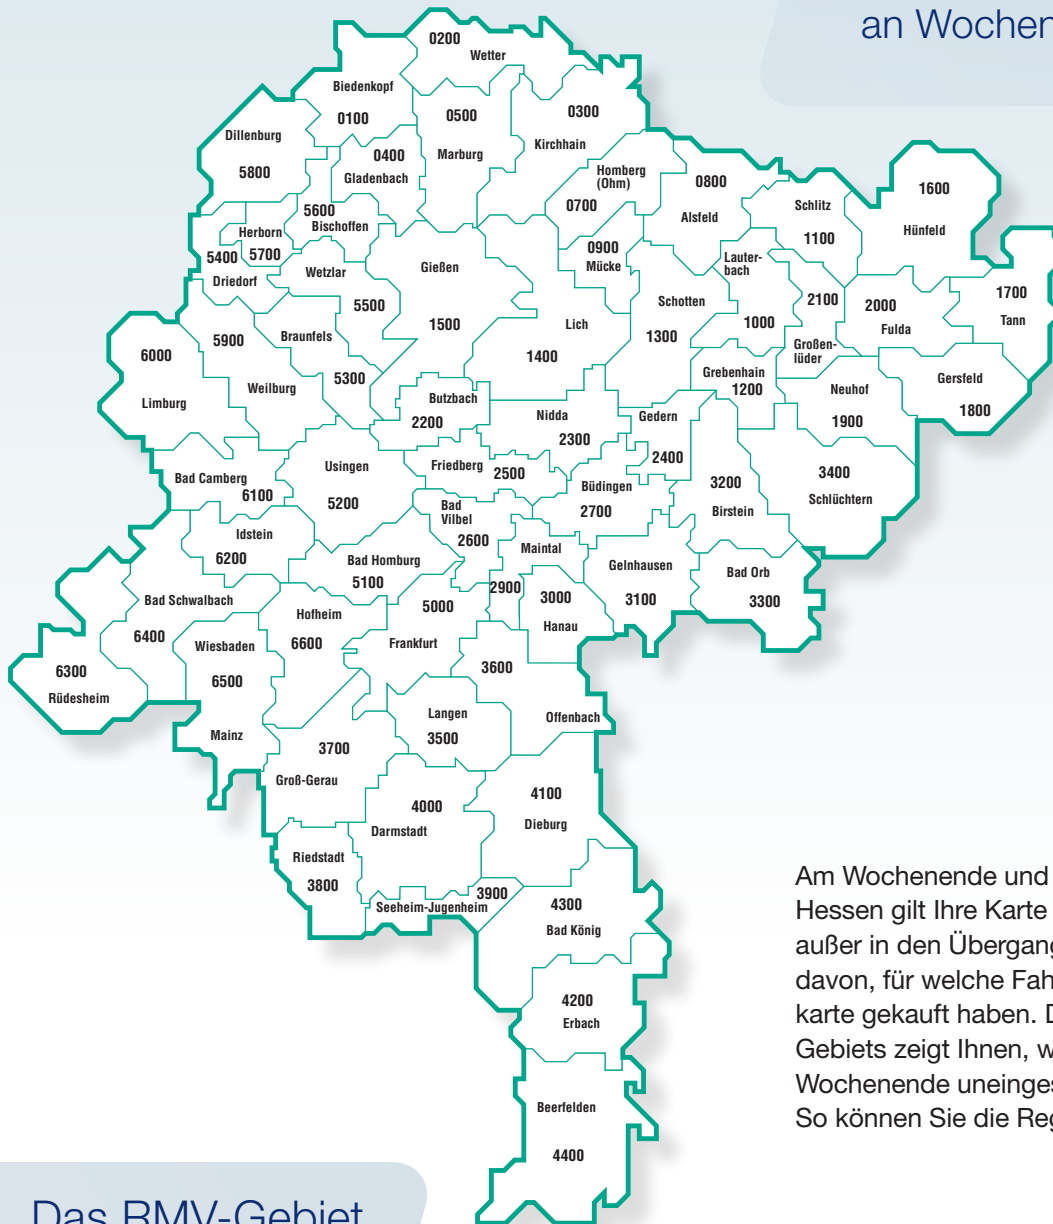 an Wochen
0200
Wetter
Biedenkopf
0100
0500
Marburg
0300
Kirchhain
Dillenburg
5800
0400
Gladenbach
Homberg
(Ohm)
0700
0800
Alsfeld
Schlitz
1100
1600
Hünfeld
5600
Bischoffen
Herborn
5400
5700
Driedorf
Wetzlar
5500
Gießen
1500
0900
Mücke
Lauter-
bach
1000
Schotten
1300
2100
Großen-
lüder
2000
Fulda
1700
Tann
5900
Weilburg
Braunfels
5300
Lich
1400
6000
Limburg
Grebenhain
1200
Neuhof
1900
Gersfeld
1800
Butzbach
2200
Nidda
2300
Gedern
2400
Bad Camberg
6100
Usingen
5200
Friedberg
2500
Büdingen
2700
3200
Birstein
3400
Schlüchtern
Idstein
6200
Bad
Vilbel
2600
Maintal
2900
Bad Homburg
5100
3000
Hanau
Gelnhausen
3100
Bad Orb
3300
Bad Schwalbach
6400
Hofheim
6600
5000
Frankfurt
Wiesbaden
6500
Mainz
6300
Rüdesheim
3600
Offenbach
Langen
3500
3700
Groß-Gerau
4000
Darmstadt
4100
Dieburg
Riedstadt
3800
3900
Seeheim-Jugenheim
4300
Bad König
4200
Erbach
Beerfelden
4400
Am Wochenende und
Hessen gilt Ihre Karte
außer in den Übergang
davon, für welche Fah
karte gekauft haben. D
Gebiets zeigt Ihnen, w
Wochenende uneinges
So können Sie die Reg
Das RMV-Gebiet